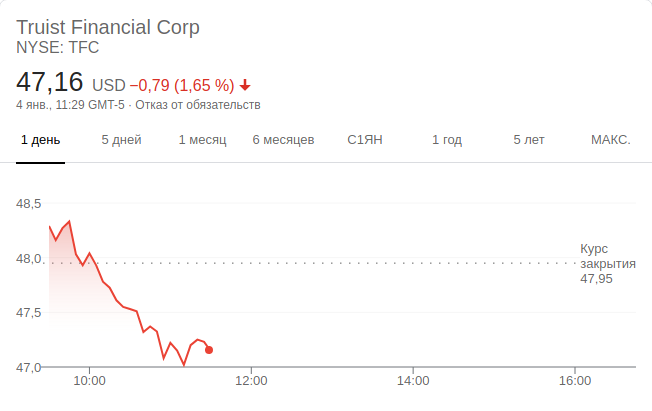 Truist Financial Corp
NYSE: TFC
47,16 USD −0,79 (1,65 %)
4 янв., 11:29 GMT-5 · Отказ от обязательств
1 день 5 дней 1 месяц 6 месяцев С1ЯН 1 год 5 лет МАКС.
48,5
48,0
47,5
47,0
Курс
закрытия
47,95
10:00 12:00 14:00 16:00